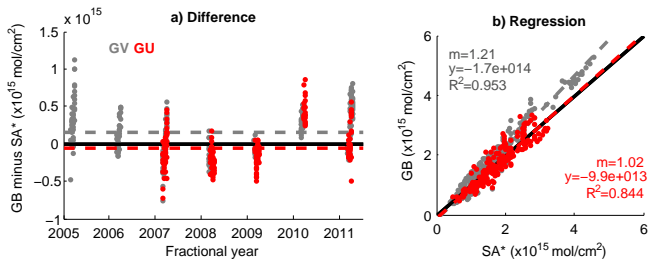 a) Difference
x 10^15
GV GU
GB minus SA* (x10^15 mol/cm^2)
1.5
1
0.5
0
−0.5
−1
2005 2006 2007 2008 2009 2010 2011
Fractional year
b) Regression
m=1.21
y=−1.7e+014
R^2=0.953
m=1.02
y=−9.9e+013
R^2=0.844
GB (x10^15 mol/cm^2)
6
4
2
0
0 2 4 6
SA* (x10^15 mol/cm^2)